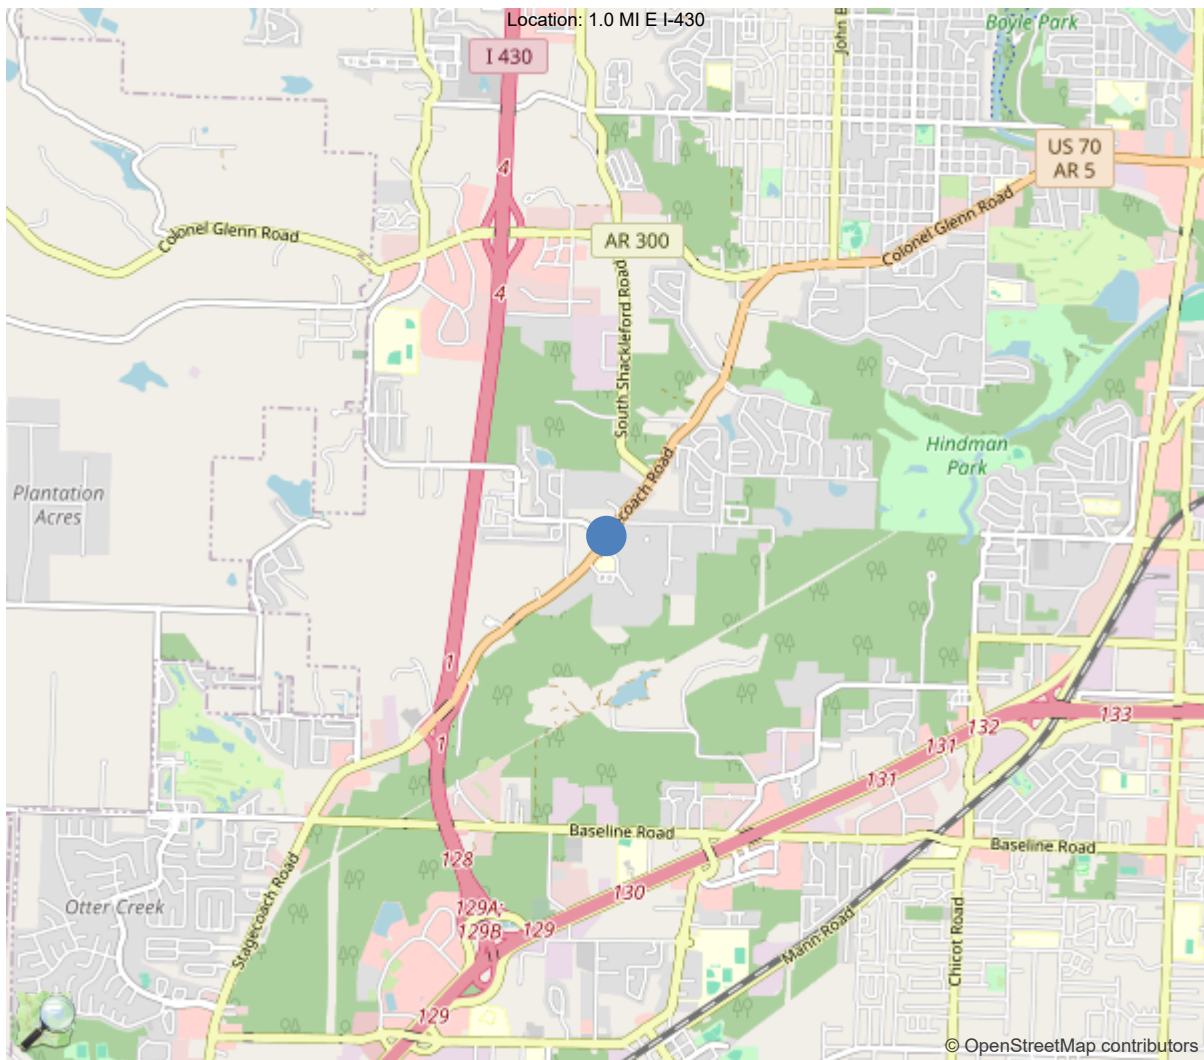 Location: 1.0 MI E I-430
Boyle Park
John B
I 430
US 70
AR 5
4
Colonel Glenn Road
Colonel Glenn Road
AR 300
4
South Shackleford Road
Hindman
Park
Plantation
Acres
coach Road
1
1
133
132
131
131
Baseline Road
Baseline Road
128
130
Otter Creek
Stagecoach Road
129A;
129B
129
Mann Road
Chicot Road
129
© OpenStreetMap contributors